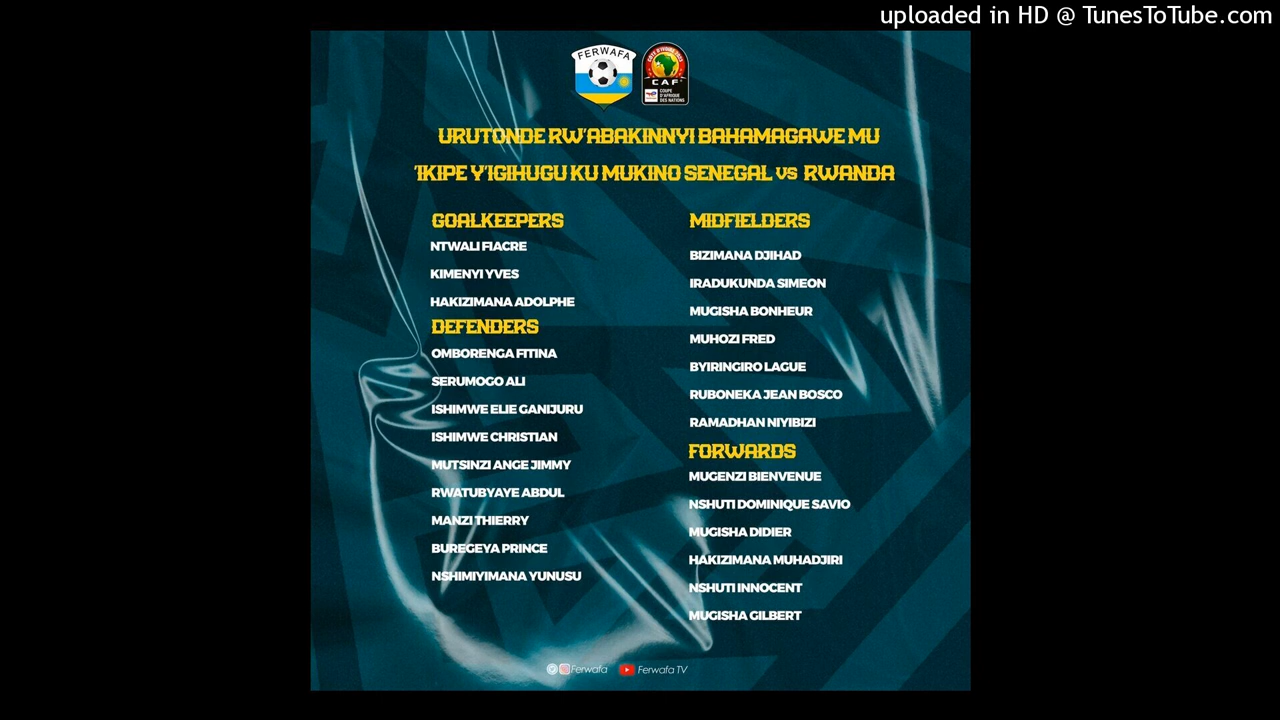 uploaded in HD @ TunesToTube.com
FERWAFA
CAF
COUPE
D'AFRIQUE
DES NATIONS
URUTONDE RW'ABAKINNYI BAHAMAGAWE MU
'IKIPE Y'IGIHUGU KU MUKINO SENEGAL VS RWANDA
GOALKEEPERS
NTWALI FIACRE
KIMENYI YVES
HAKIZIMANA ADOLPHE
DEFENDERS
OMBORENGA FITINA
SERUMOGO ALI
ISHIMWE ELIE GANIJURU
ISHIMWE CHRISTIAN
MUTSINZI ANGE JIMMY
RWATUBYAYE ABDUL
MANZI THIERRY
BUREGEYA PRINCE
NSHIMIYIMANA YUNUSU
MIDFIELDERS
BIZIMANA DJIHAD
IRADUKUNDA SIMEON
MUGISHA BONHEUR
MUHOZI FRED
BYIRINGIRO LAGUE
RUBONEKA JEAN BOSCO
RAMADHAN NIYIBIZI
FORWARDS
MUGENZI BIENVENUE
NSHUTI DOMINIQUE SAVIO
MUGISHA DIDIER
HAKIZIMANA MUHADJIRI
NSHUTI INNOCENT
MUGISHA GILBERT
Ferwafa
Ferwafa TV